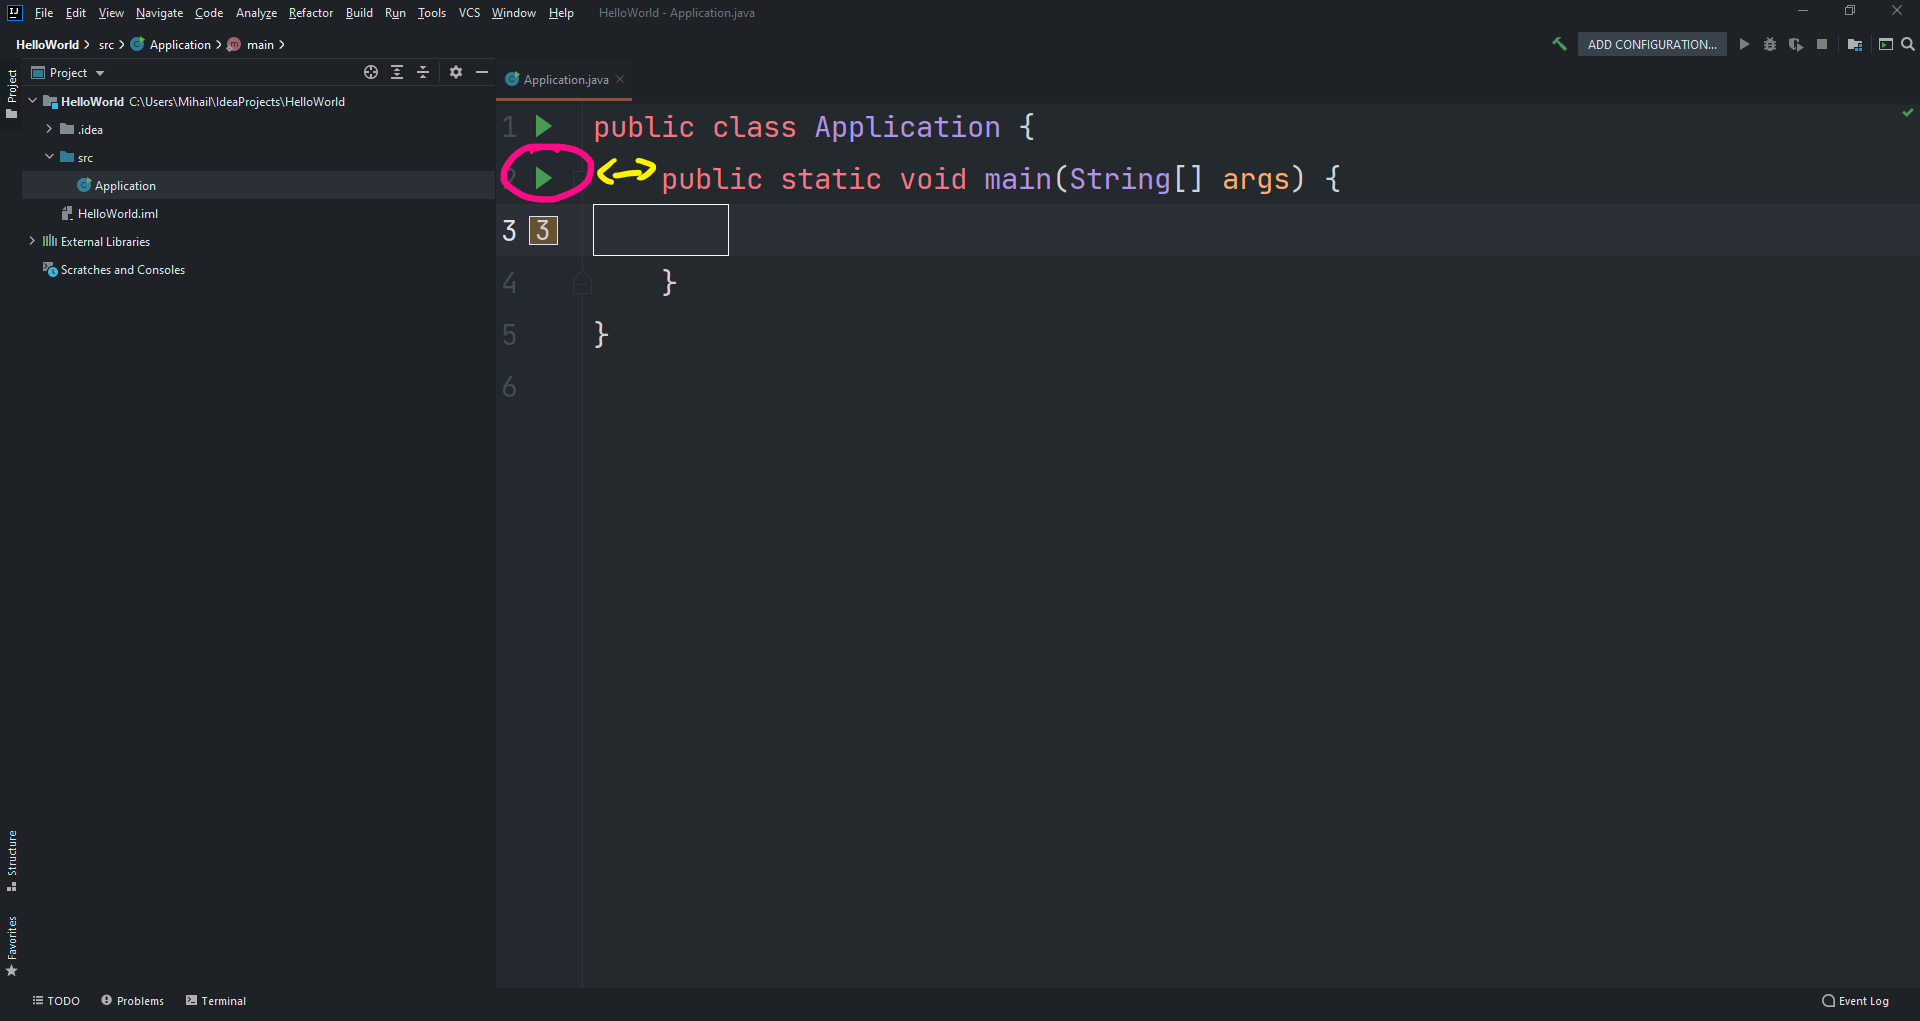 IJ File Edit View Navigate Code Analyze Refactor Build Run Tools VCS Window Help HelloWorld - Application.java
HelloWorld src Application main ADD CONFIGURATION...
Project
Project
Application.java
HelloWorld C:\Users\Mihail\IdeaProjects\HelloWorld
.idea
src
Application
HelloWorld.iml
External Libraries
Scratches and Consoles
1 public class Application {
2 public static void main(String[] args) {
3 3
4 }
5 }
6
Structure
Favorites
TODO Problems Terminal Event Log